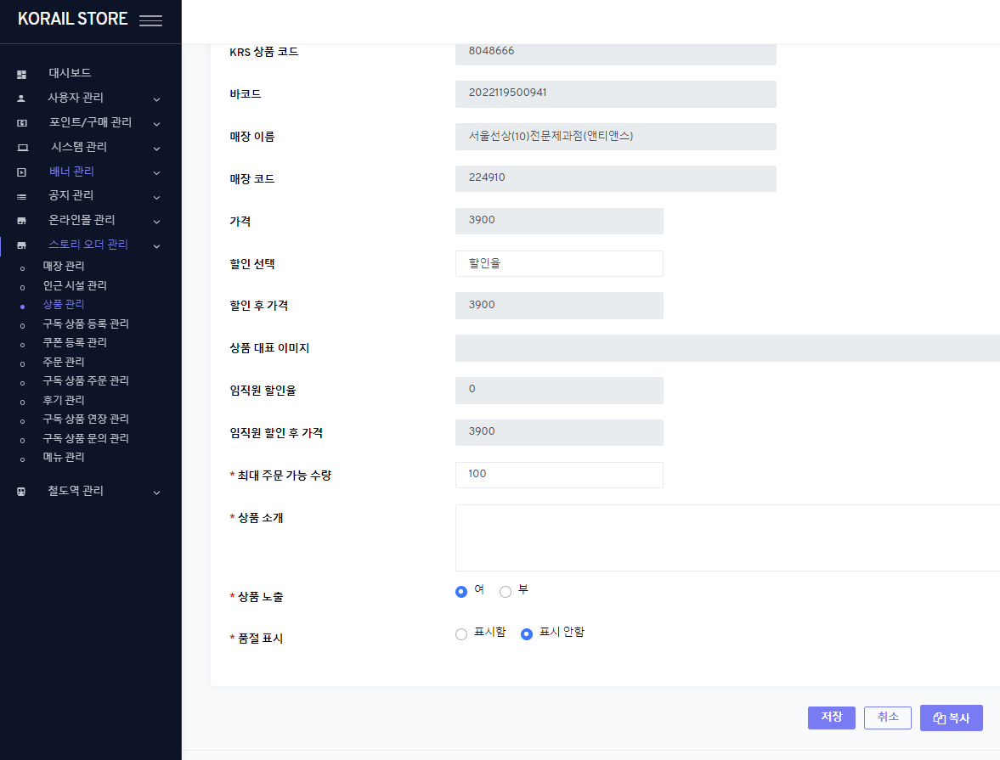 KORAIL STORE
대시보드
사용자 관리
포인트/구매 관리
시스템 관리
배너 관리
공지 관리
온라인몰 관리
스토리 오더 관리
매장 관리
인근 시설 관리
상품 관리
구독 상품 등록 관리
쿠폰 등록 관리
주문 관리
구독 상품 주문 관리
후기 관리
구독 상품 연장 관리
구독 상품 문의 관리
메뉴 관리
철도역 관리
KRS 상품 코드 8048666
바코드 2022119500941
매장 이름 서울선상(10)전문제과점(앤티앤스)
매장 코드 224910
가격 3900
할인 선택 할인율
할인 후 가격 3900
상품 대표 이미지
임직원 할인율 0
임직원 할인 후 가격 3900
* 최대 주문 가능 수량 100
* 상품 소개
* 상품 노출 여 부
* 품절 표시 표시함 표시 안함
저장 취소 복사